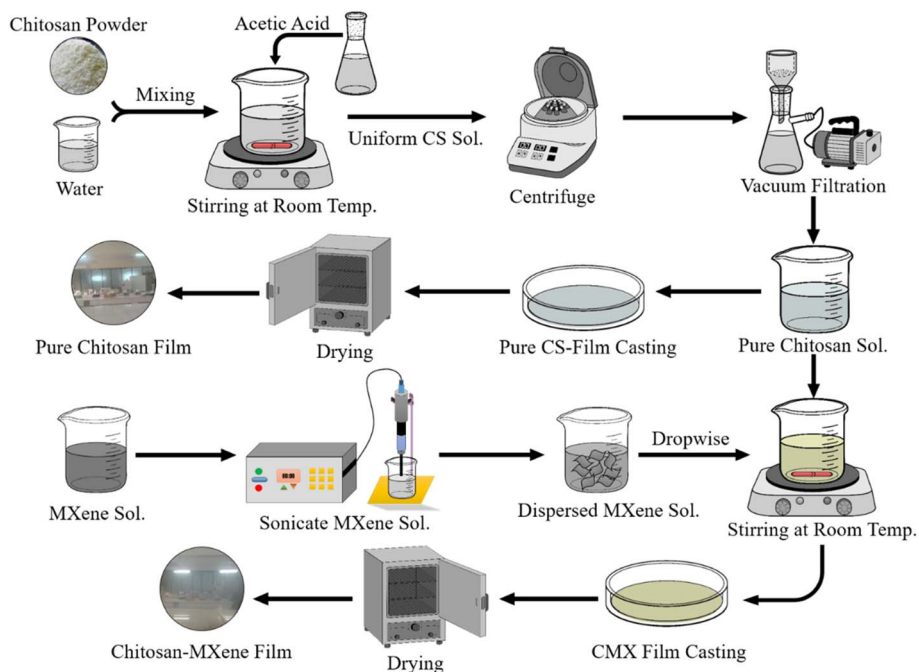 Chitosan Powder
Acetic Acid
Mixing
Water
Stirring at Room Temp.
Uniform CS Sol.
Centrifuge
Vacuum Filtration
Pure Chitosan Film
Drying
Pure CS-Film Casting
Pure Chitosan Sol.
MXene Sol.
Sonicate MXene Sol.
Dispersed MXene Sol.
Dropwise
Stirring at Room Temp.
Chitosan-MXene Film
Drying
CMX Film Casting